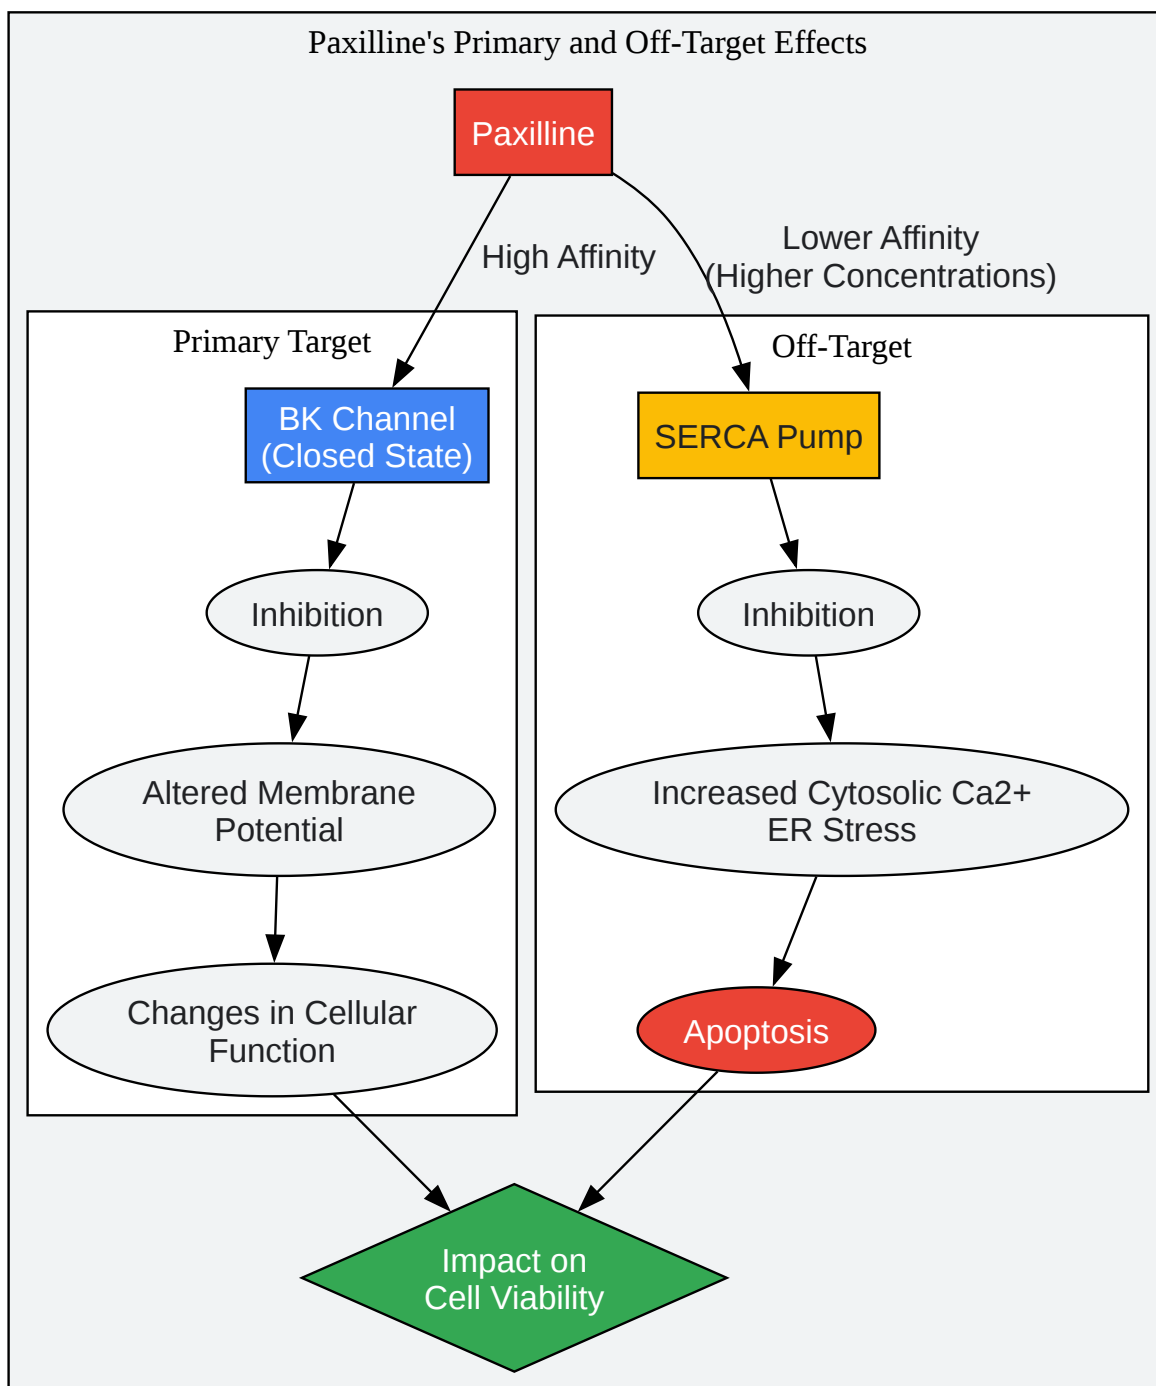 Paxilline's Primary and Off-Target Effects
Paxilline
High Affinity
Lower Affinity
(Higher Concentrations)
Primary Target
BK Channel
(Closed State)
Inhibition
Altered Membrane
Potential
Changes in Cellular
Function
Off-Target
SERCA Pump
Inhibition
Increased Cytosolic Ca2+
ER Stress
Apoptosis
Impact on
Cell Viability